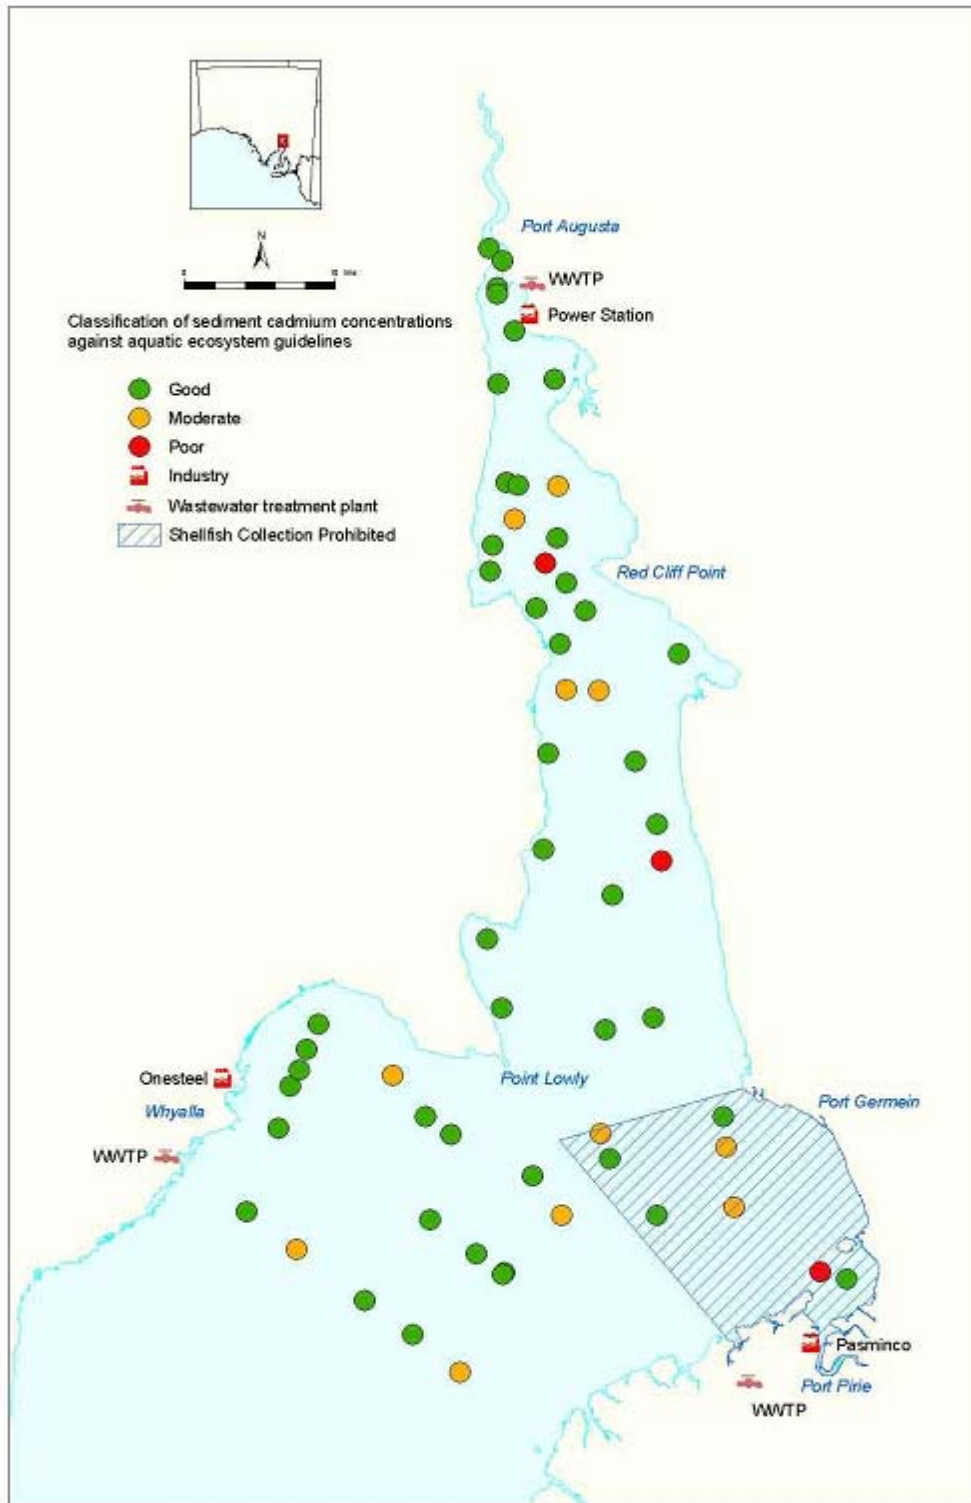 N
Port Augusta
WWTP
Power Station
Classification of sediment cadmium concentrations
against aquatic ecosystem guidelines
Good
Moderate
Poor
Industry
Wastewater treatment plant
Shellfish Collection Prohibited
Red Cliff Point
Onesteel
Point Lowly
Whyalla
Port Germein
WWTP
Pasminco
Port Pirie
WWTP